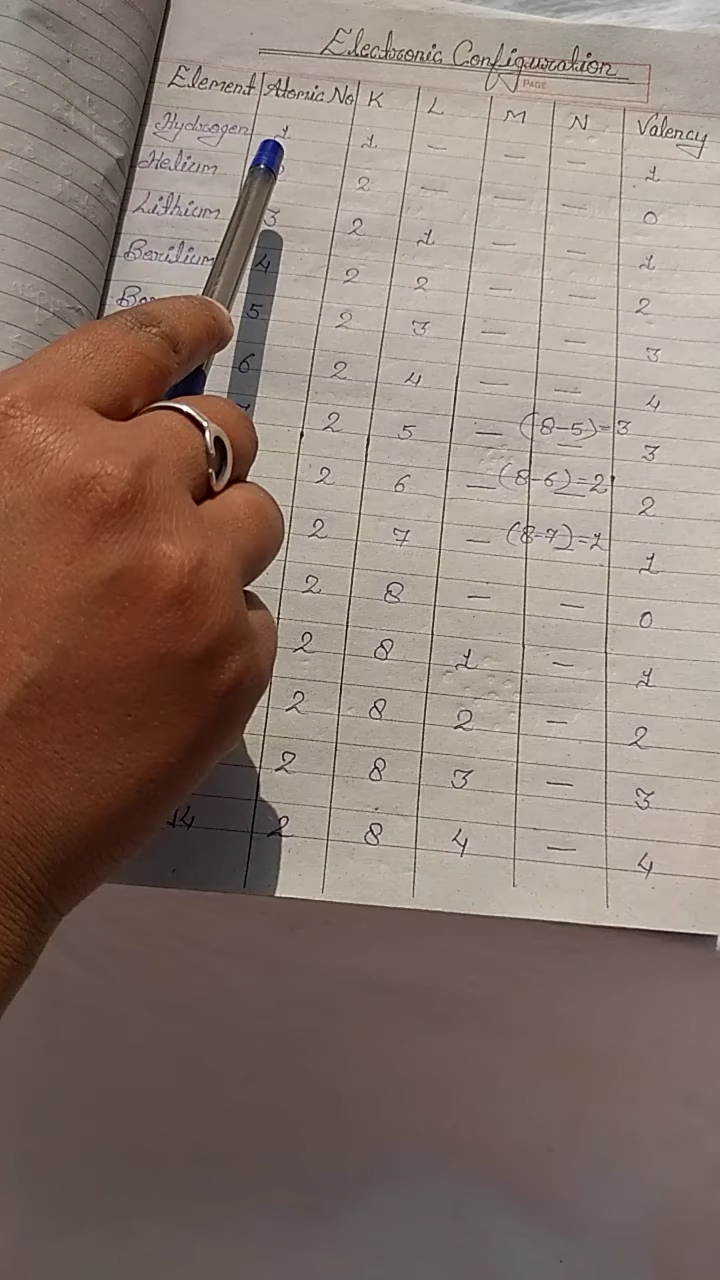 Electronic Configuration
PAGE
Element Atomic No K L M N Valency
Hydrogen 1 1 – – – 1
Helium 2 – – – 0
Lithium 3 2 1 – – 1
Berilium 4 2 2 – – 2
5 2 3 – – 3
6 2 4 – – 4
2 5 – – (8-5)=3 3
2 6 – – (8-6)=2 2
2 7 – (8-7)=1 1
2 8 – – 0
2 8 1 – 1
2 8 2 – 2
2 8 3 – 3
14 2 8 4 – 4